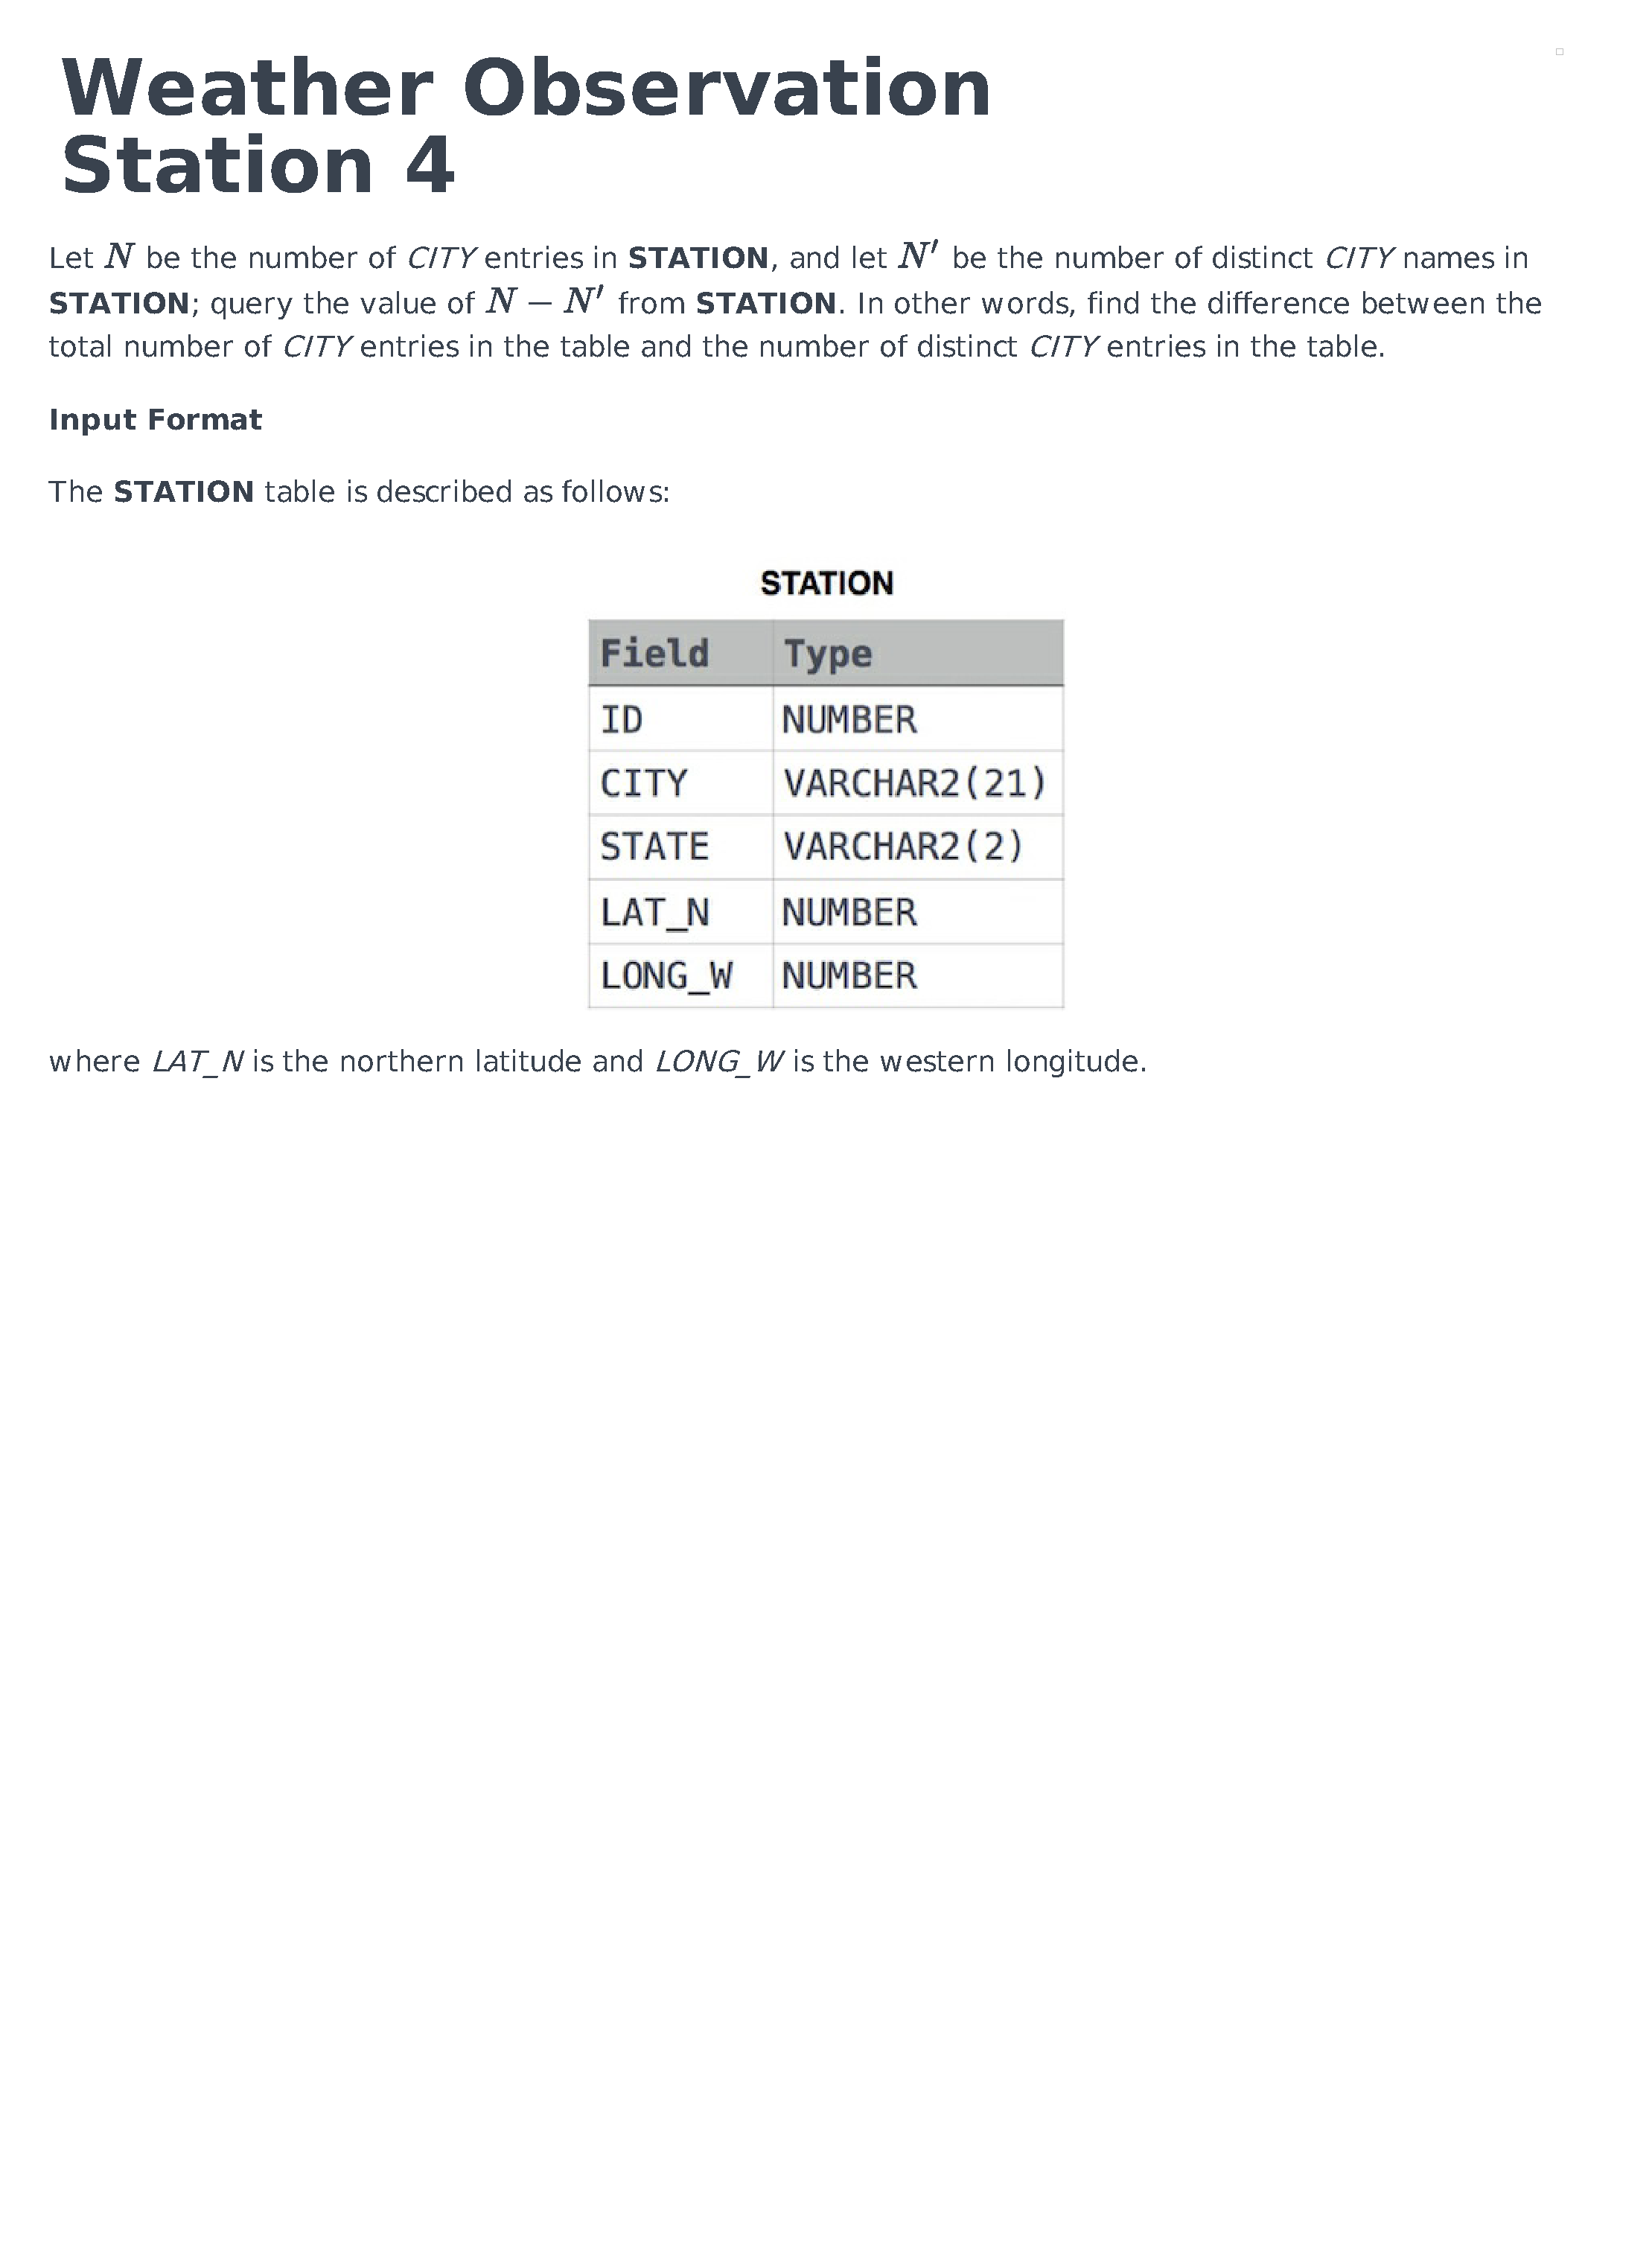 Weather Observation
Station 4
Let N be the number of CITY entries in STATION, and let N′ be the number of distinct CITY names in
STATION; query the value of N − N′ from STATION. In other words, find the difference between the
total number of CITY entries in the table and the number of distinct CITY entries in the table.
Input Format
The STATION table is described as follows:
STATION
Field Type
ID NUMBER
CITY VARCHAR2(21)
STATE VARCHAR2(2)
LAT_N NUMBER
LONG_W NUMBER
where LAT_N is the northern latitude and LONG_W is the western longitude.